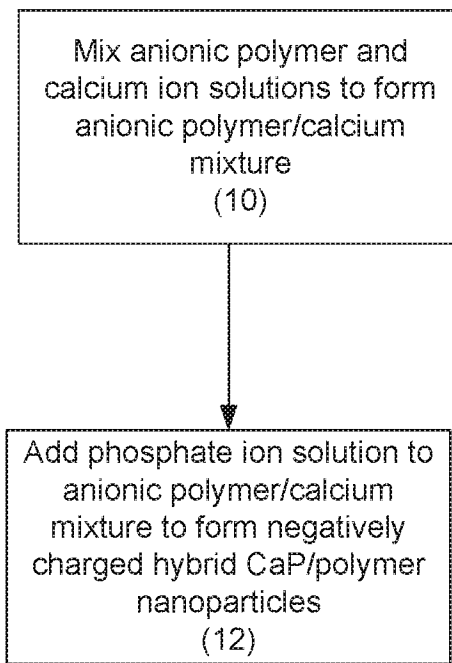 Mix anionic polymer and
calcium ion solutions to form
anionic polymer/calcium
mixture
(10)
Add phosphate ion solution to
anionic polymer/calcium
mixture to form negatively
charged hybrid CaP/polymer
nanoparticles
(12)